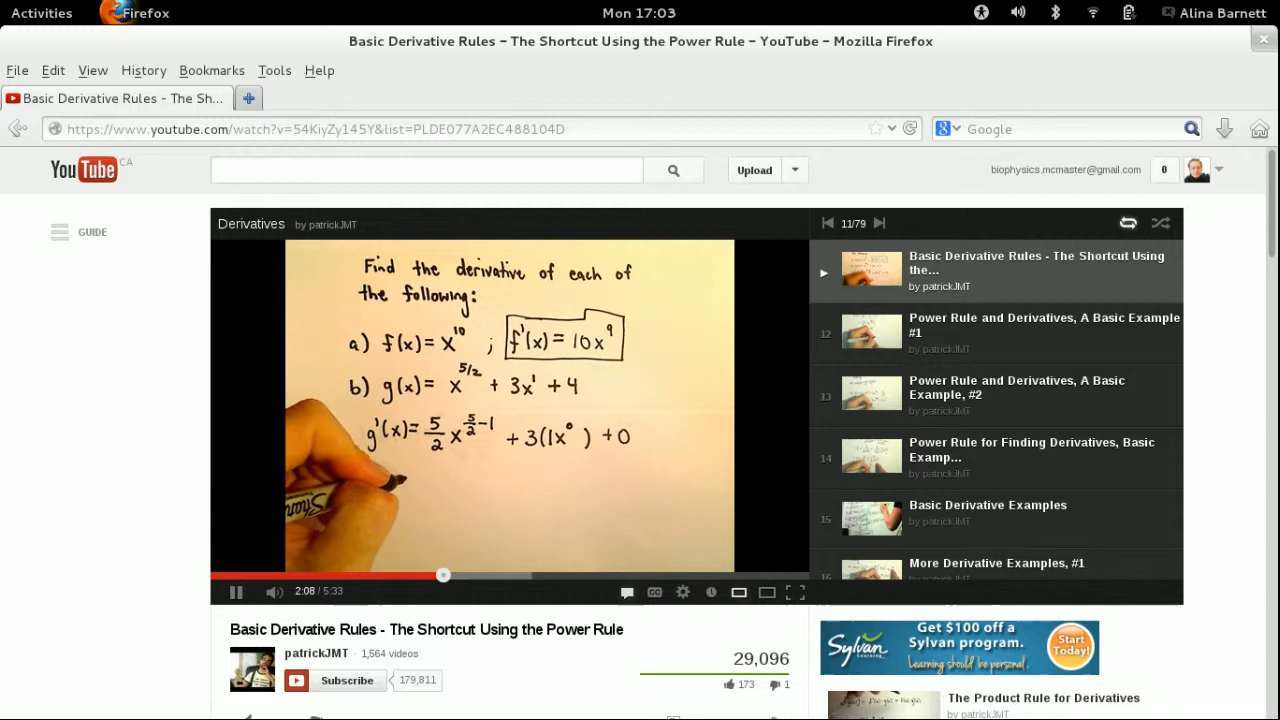 Activities Firefox Mon 17:03 Alina Barnett
Basic Derivative Rules – The Shortcut Using the Power Rule – YouTube – Mozilla Firefox
File Edit View History Bookmarks Tools Help
Basic Derivative Rules - The Sh...
https://www.youtube.com/watch?v=54KiyZy145Y&list=PLDE077A2EC488104D Google
YouTube CA Upload biophysics.mcmaster@gmail.com 0
GUIDE
Derivatives by patrickJMT 11/79
Find the derivative of each of
the following:
a) f(x) = x^10 ; f'(x) = 10x^9
b) g(x) = x^5/2 + 3x^1 + 4
g'(x) = 5/2 x^5/2-1 + 3(1x^0 ) + 0
Shar
Basic Derivative Rules - The Shortcut Using
the...
by patrickJMT
12 Power Rule and Derivatives, A Basic Example
#1
by patrickJMT
13 Power Rule and Derivatives, A Basic
Example, #2
by patrickJMT
14 Power Rule for Finding Derivatives, Basic
Examp...
by patrickJMT
15 Basic Derivative Examples
by patrickJMT
16 More Derivative Examples, #1
by patrickJMT
2:08 / 5:33 CC
Basic Derivative Rules - The Shortcut Using the Power Rule
patrickJMT · 1,564 videos
Subscribe 179,811
29,096
173 1
Sylvan Learning
Get $100 off a
Sylvan program.
learning should be personal.
Start
Today!
The Product Rule for Derivatives
by patrickJMT